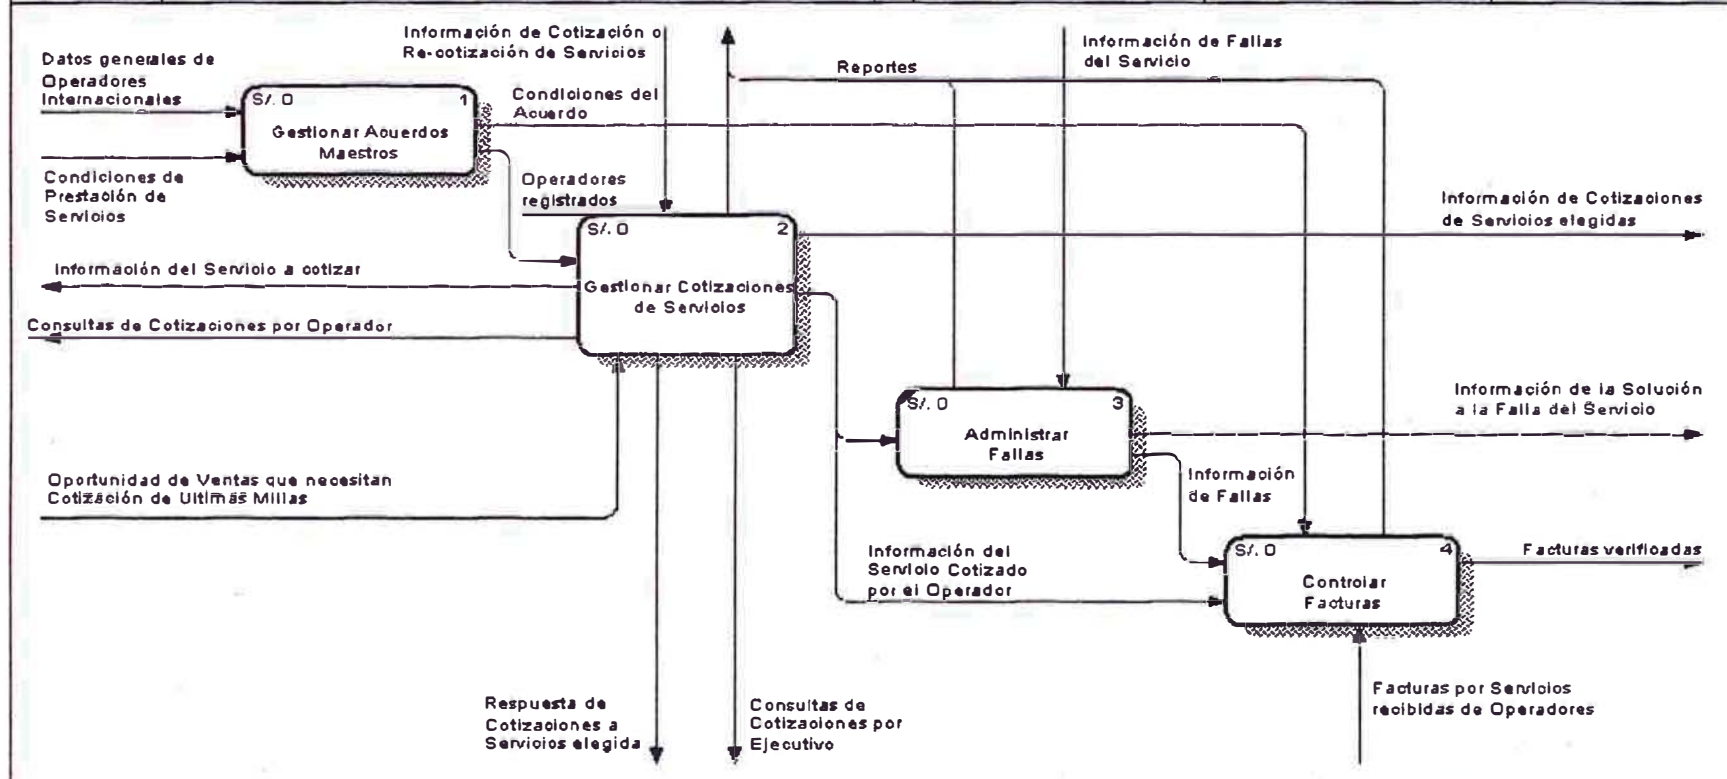 Información de Cotización o
Re-cotización de Servicios
Información de Fallas
del Servicio
Datos generales de
Operadores
Internacionales
Reportes
S/. 0 1
Gestionar Acuerdos
Maestros
Condiciones del
Acuerdo
Condiciones de
Prestación de
Servicios
Operadores
registrados
Información de Cotizaciones
de Servicios elegidas
S/. 0 2
Gestionar Cotizaciones
de Servicios
Información del Servicio a cotizar
Consultas de Cotizaciones por Operador
S/. 0 3
Administrar
Fallas
Información de la Solución
a la Falla del Servicio
Oportunidad de Ventas que necesitan
Cotización de Ultimas Millas
Información
de Fallas
Información del
Servicio Cotizado
por el Operador
S/. 0 4
Controlar
Facturas
Facturas verificadas
Respuesta de
Cotizaciones a
Servicios elegida
Consultas de
Cotizaciones por
Ejecutivo
Facturas por Servicios
recibidas de Operadores